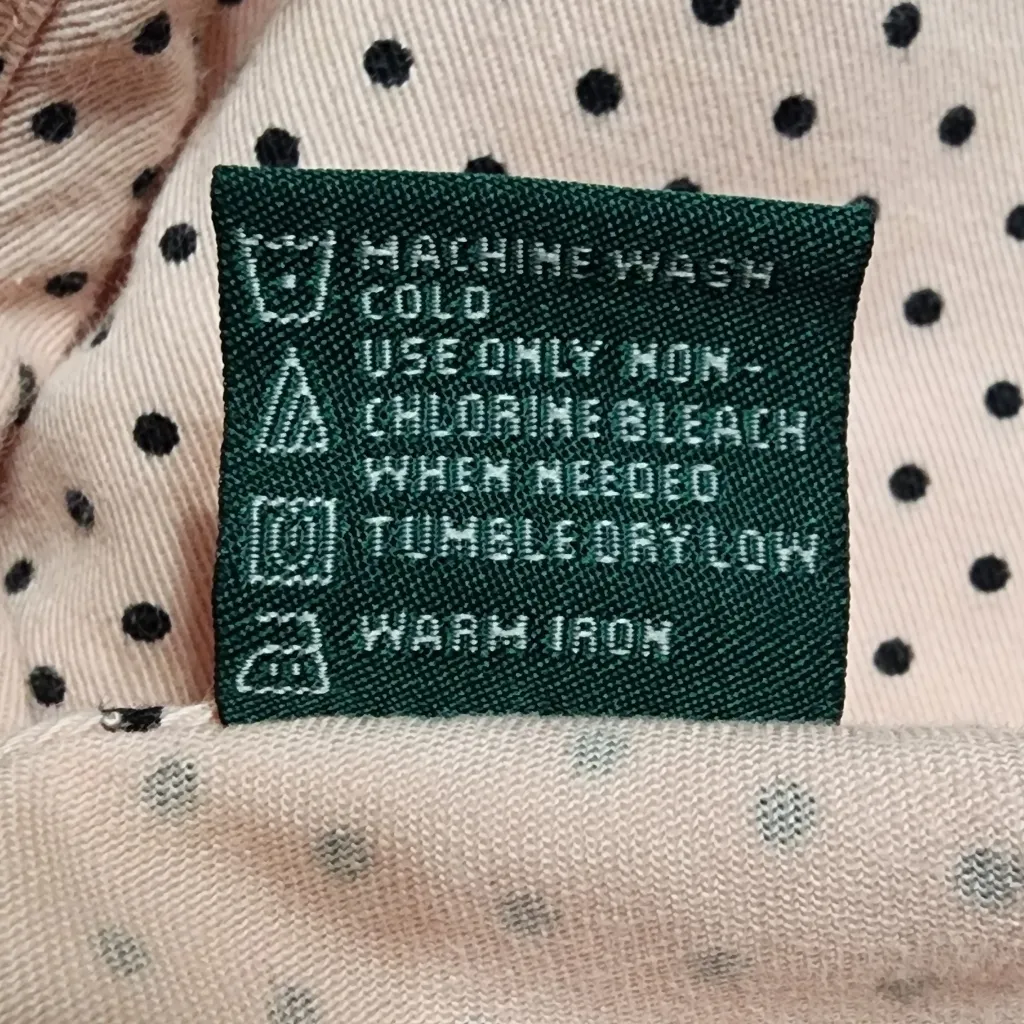 MACHINE WASH
COLD
USE ONLY NON-
CHLORINE BLEACH
WHEN NEEDED
TUMBLE DRY LOW
WARM IRON